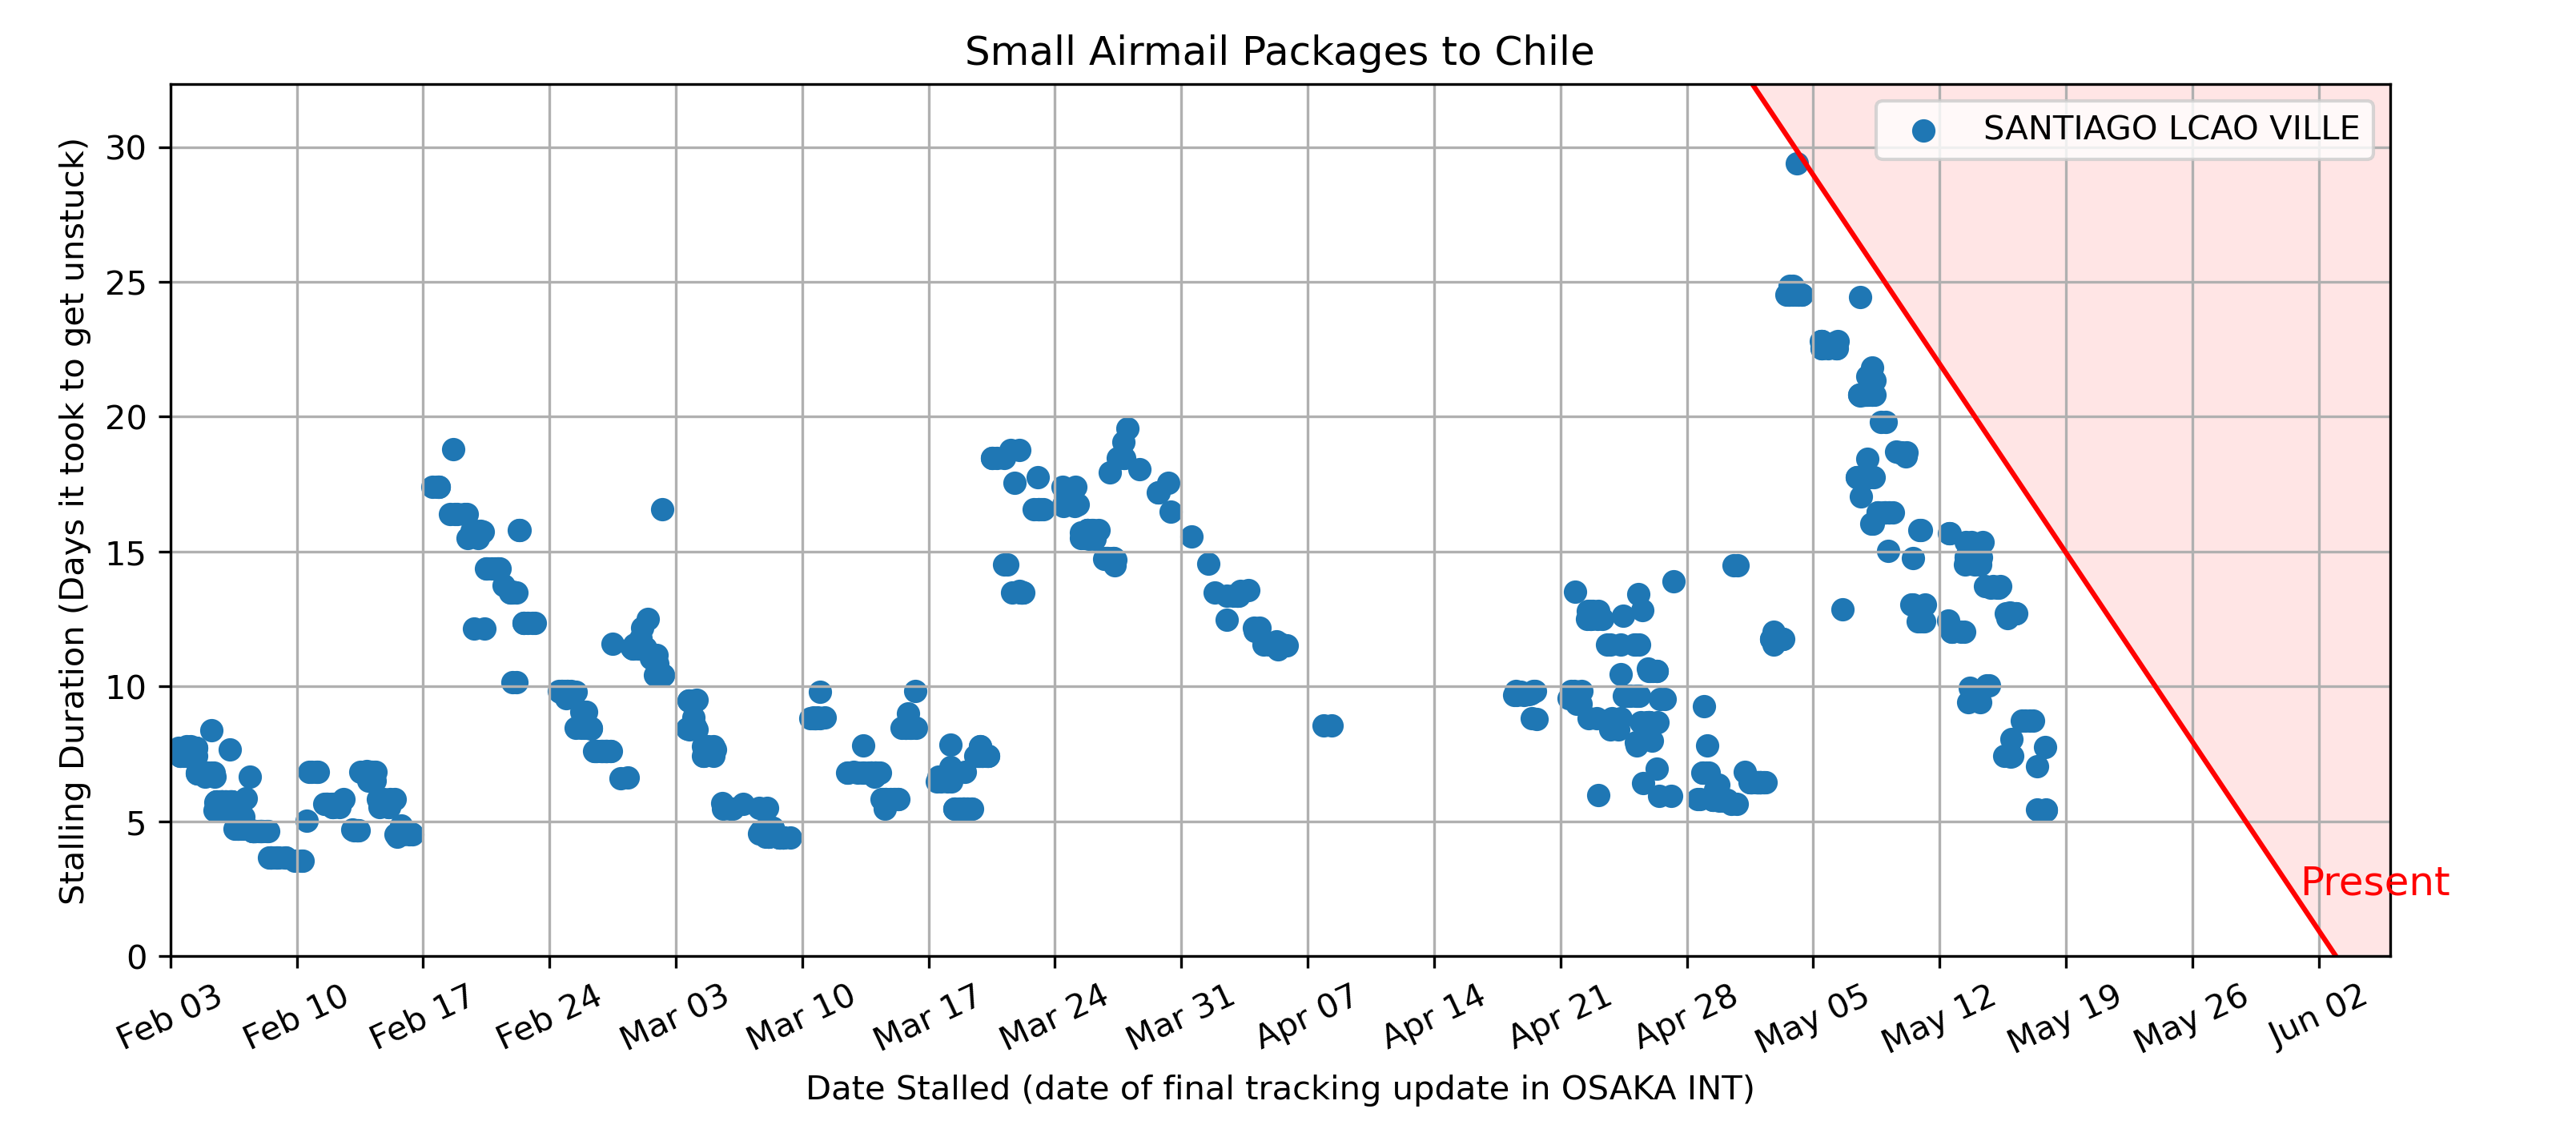 Small Airmail Packages to Chile
SANTIAGO LCAO VILLE
Stalling Duration (Days it took to get unstuck)
30
25
20
15
10
5
0
Present
Feb 03
Feb 10
Feb 17
Feb 24
Mar 03
Mar 10
Mar 17
Mar 24
Mar 31
Apr 07
Apr 14
Apr 21
Apr 28
May 05
May 12
May 19
May 26
Jun 02
Date Stalled (date of final tracking update in OSAKA INT)